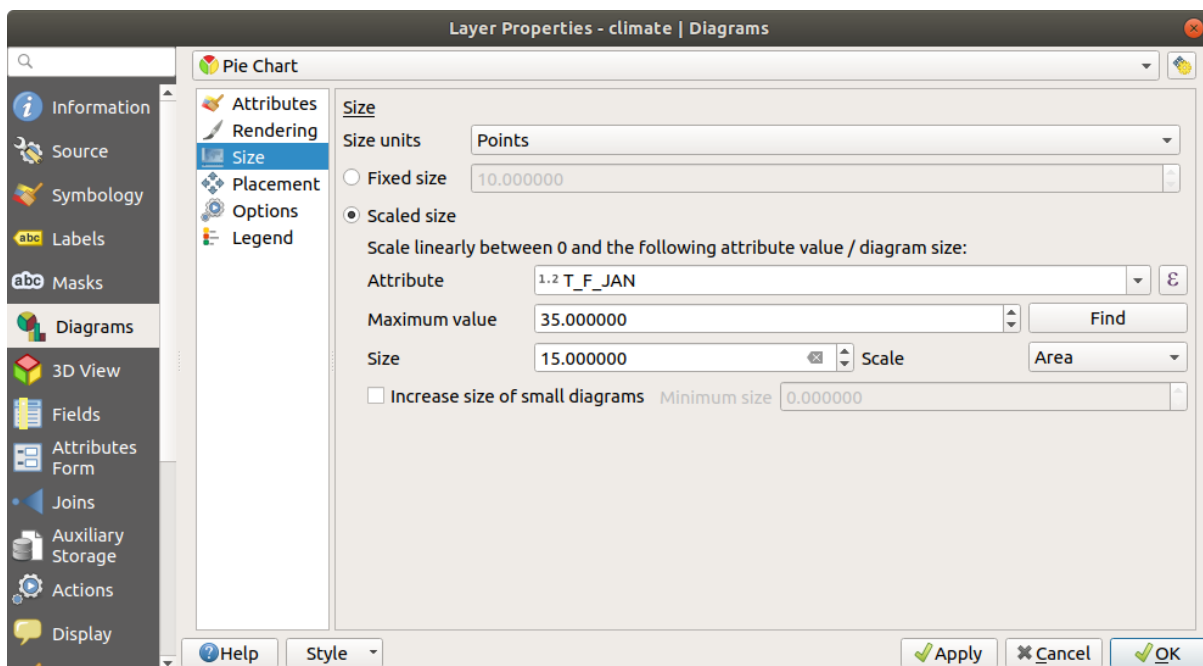 Layer Properties - climate | Diagrams
Pie Chart
Information
Source
Symbology
abc Labels
abc Masks
Diagrams
3D View
Fields
Attributes
Form
Joins
Auxiliary
Storage
Actions
Display
Attributes
Rendering
Size
Placement
Options
Legend
Size
Size units Points
Fixed size 10.000000
Scaled size
Scale linearly between 0 and the following attribute value / diagram size:
Attribute 1.2 T_F_JAN ε
Maximum value 35.000000 Find
Size 15.000000 Scale Area
Increase size of small diagrams Minimum size 0.000000
Help Style Apply Cancel OK